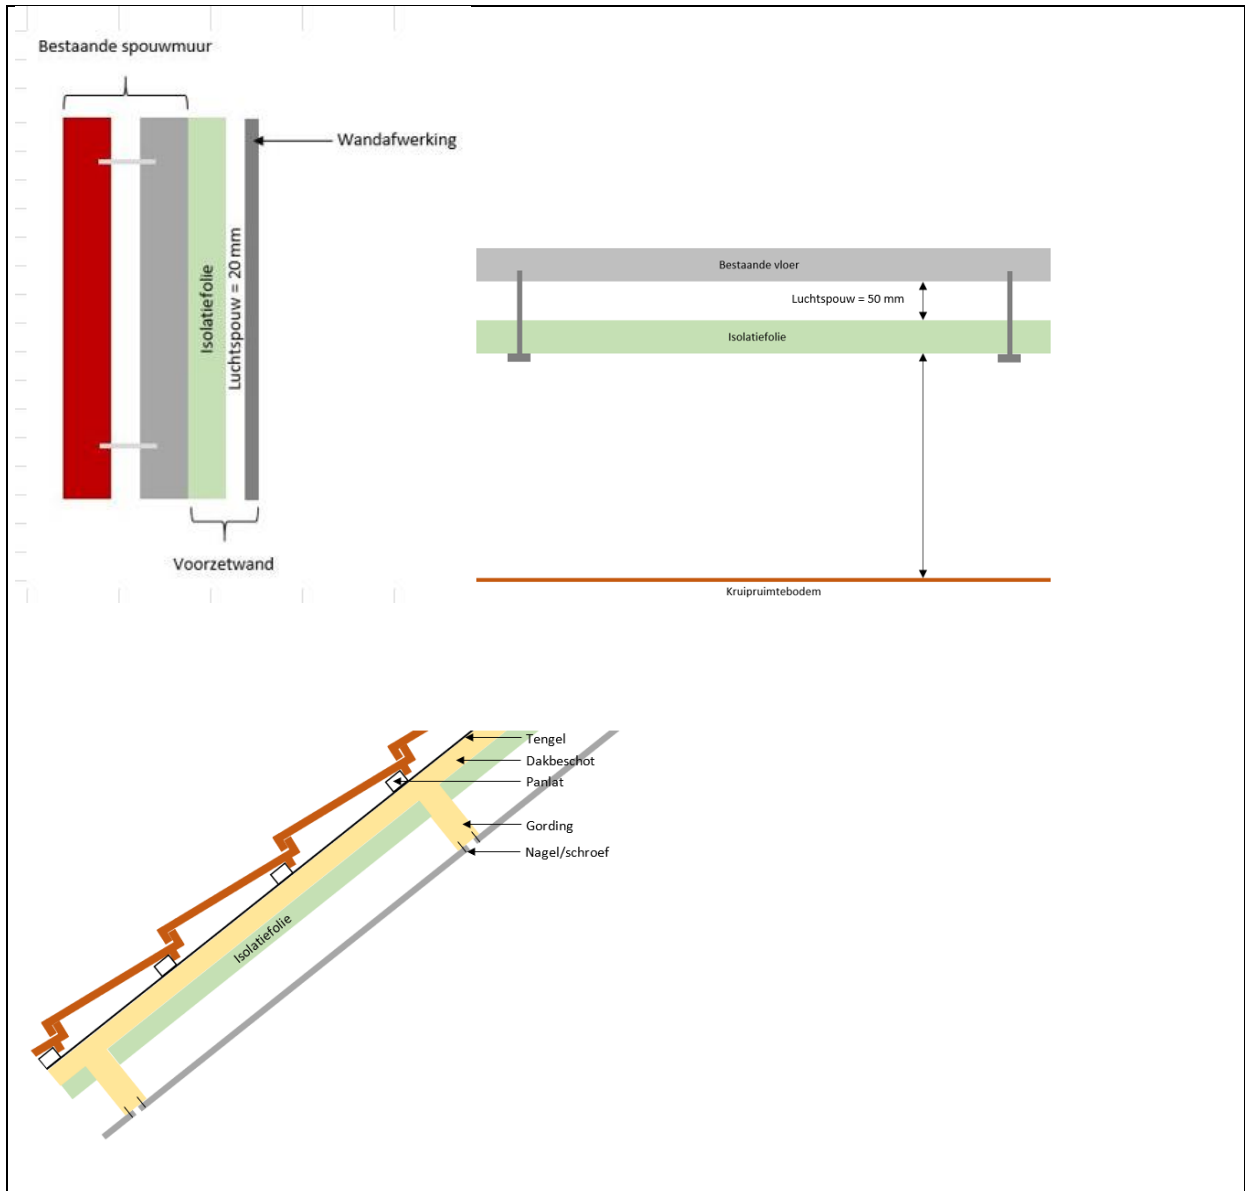 Bestaande spouwmuur
Wandafwerking
Isolatiefolie
Luchtspouw = 20 mm
Voorzetwand
Bestaande vloer
Luchtspouw = 50 mm
Isolatiefolie
Kruipruimtebodem
Tengel
Dakbeschot
Panlat
Gording
Nagel/schroef
Isolatiefolie